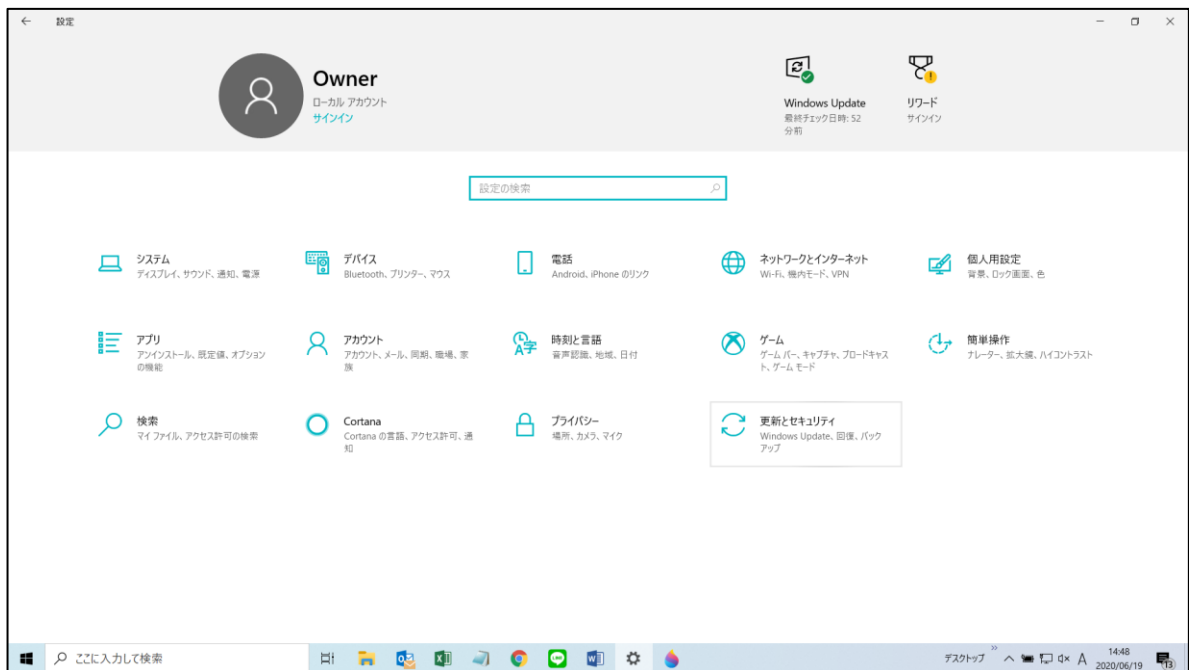 設定
Owner
ローカル アカウント
サインイン
Windows Update
最終チェック日時: 52
分前
リワード
サインイン
設定の検索
システム
ディスプレイ、サウンド、通知、電源
デバイス
Bluetooth、プリンター、マウス
電話
Android、iPhone のリンク
ネットワークとインターネット
Wi-Fi、機内モード、VPN
個人用設定
背景、ロック画面、色
アプリ
アンインストール、既定値、オプション
の機能
アカウント
アカウント、メール、同期、職場、家
族
時刻と言語
音声認識、地域、日付
ゲーム
ゲーム バー、キャプチャ、ブロードキャス
ト、ゲーム モード
簡単操作
ナレーター、拡大鏡、ハイコントラスト
検索
マイ ファイル、アクセス許可の検索
Cortana
Cortana の言語、アクセス許可、通
知
プライバシー
場所、カメラ、マイク
更新とセキュリティ
Windows Update、回復、バック
アップ
ここに入力して検索
デスクトップ
A
14:48
2020/06/19
13